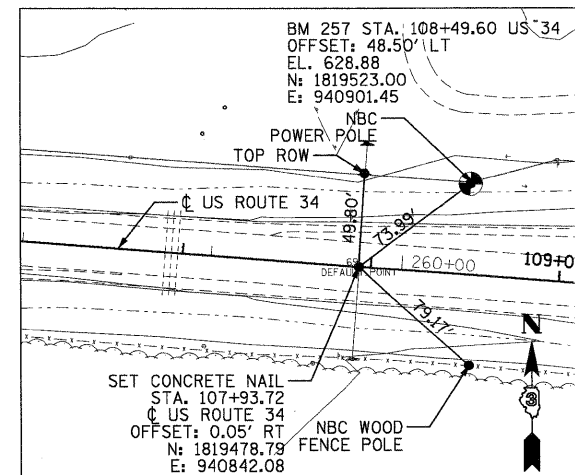 BM 257 STA. 108+49.60 US 34
OFFSET: 48.50' LT
EL. 628.88
N: 1819523.00
E: 940901.45
NBC
POWER POLE
TOP ROW
℄ US ROUTE 34
49.80'
73.99'
260+00
109+0
DEFAULT POINT
79.17'
N
3
SET CONCRETE NAIL
STA. 107+93.72
℄ US ROUTE 34
OFFSET: 0.05' RT
N: 1819478.79
E: 940842.08
NBC WOOD
FENCE POLE